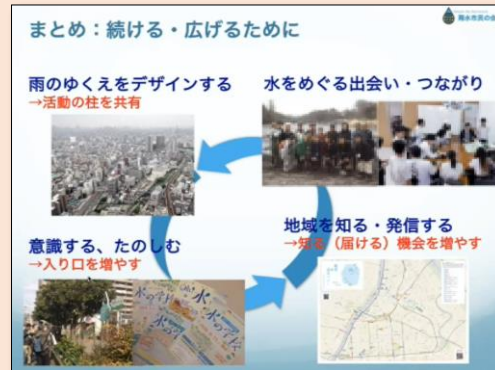 まとめ：続ける・広げるために
雨水市民の会
雨のゆくえをデザインする
→活動の柱を共有
水をめぐる出会い・つながり
意識する、たのしむ
→入り口を増やす
地域を知る・発信する
→知る（届ける）機会を増やす